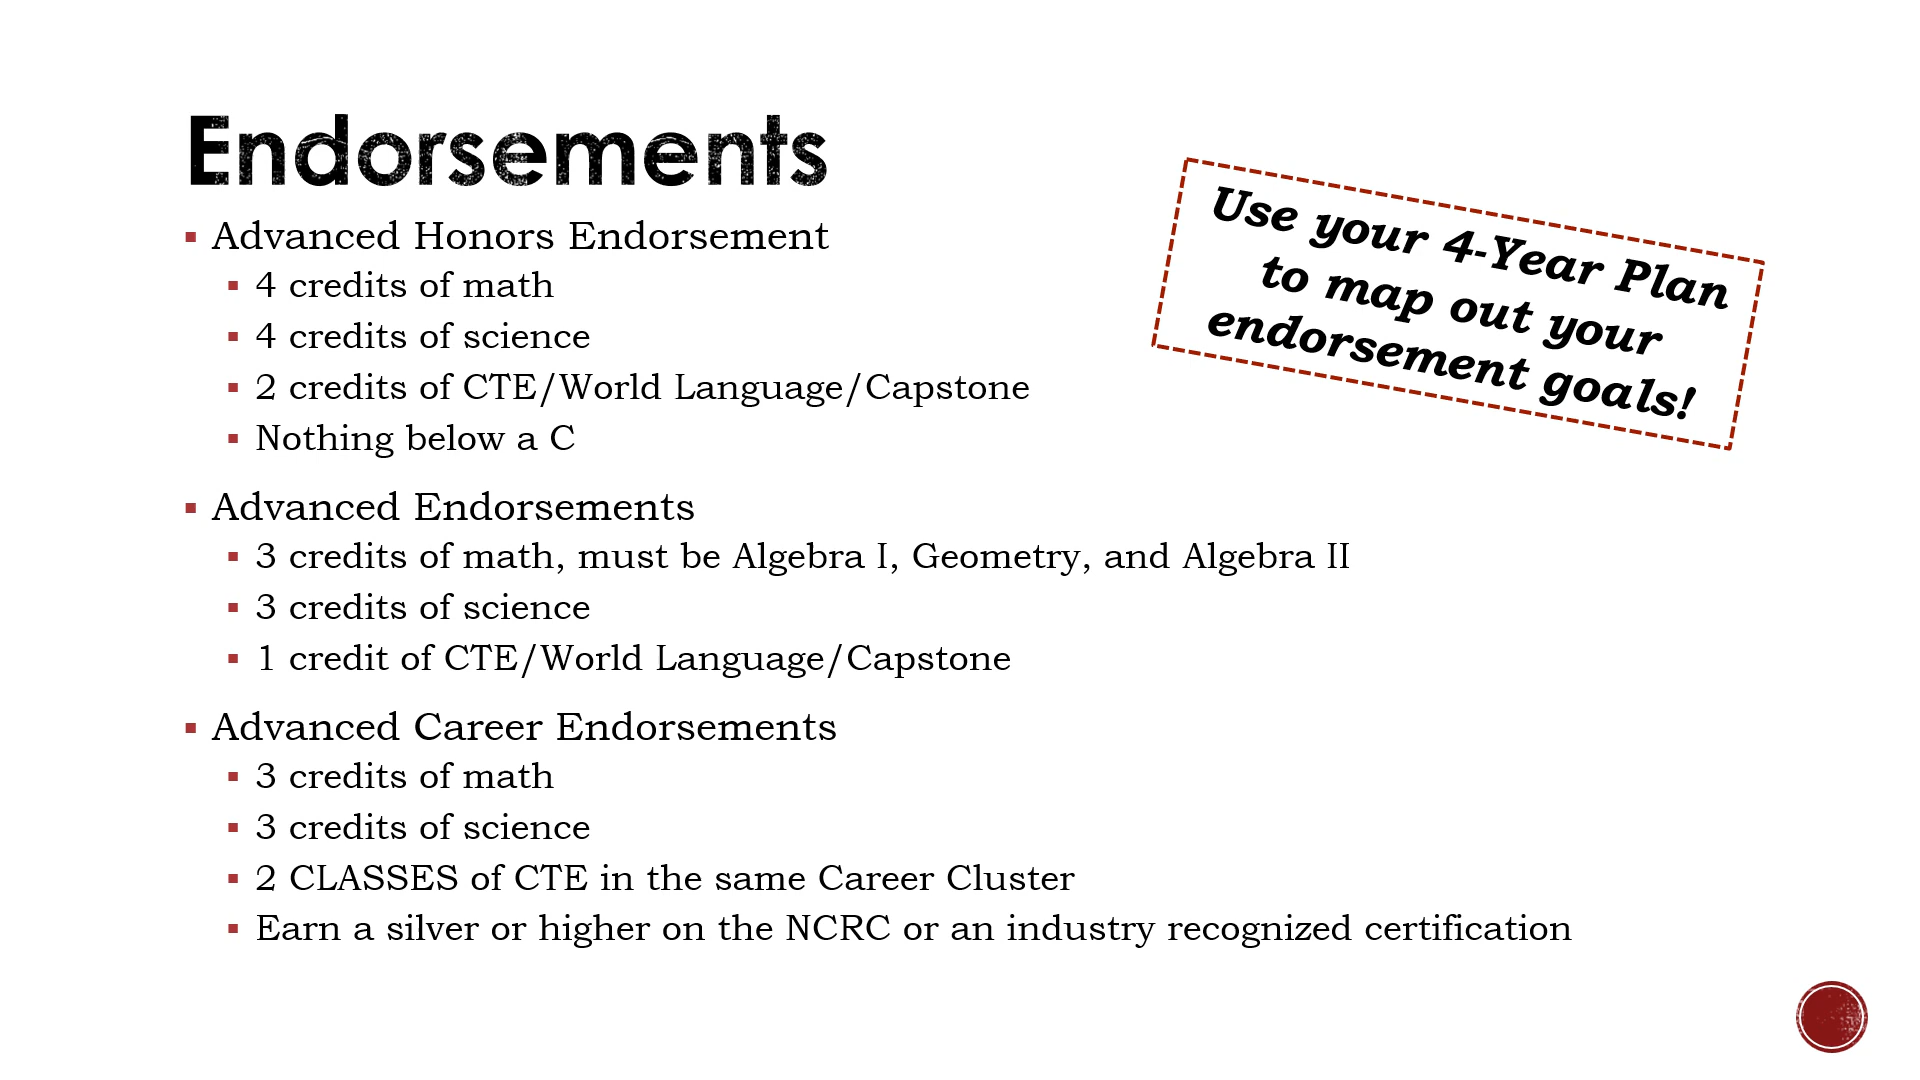 Endorsements
Use your 4-Year Plan
to map out your
endorsement goals!
Advanced Honors Endorsement
4 credits of math
4 credits of science
2 credits of CTE/World Language/Capstone
Nothing below a C
Advanced Endorsements
3 credits of math, must be Algebra I, Geometry, and Algebra II
3 credits of science
1 credit of CTE/World Language/Capstone
Advanced Career Endorsements
3 credits of math
3 credits of science
2 CLASSES of CTE in the same Career Cluster
Earn a silver or higher on the NCRC or an industry recognized certification